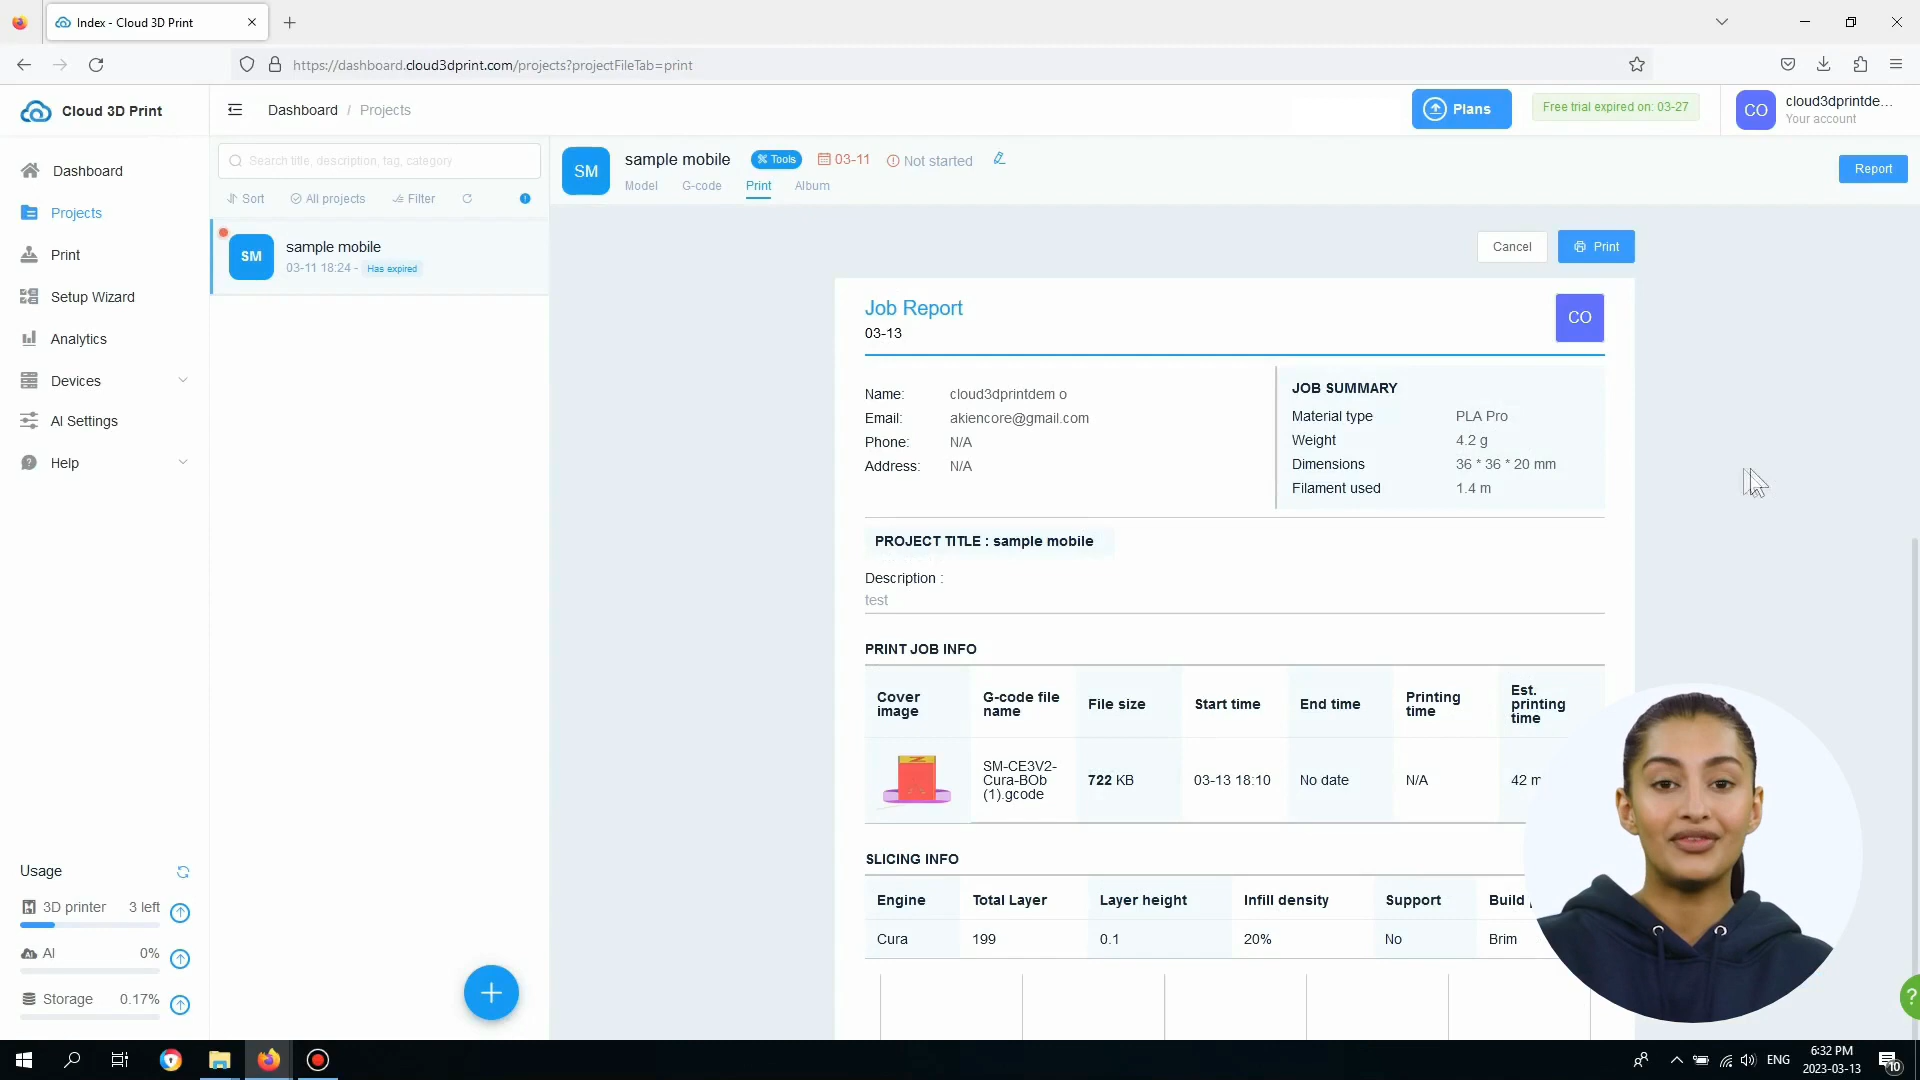 Index - Cloud 3D Print
https://dashboard.cloud3dprint.com/projects?projectFileTab=print
Cloud 3D Print
Dashboard / Projects
Plans
Free trial expired on: 03-27
CO
cloud3dprintde...
Your account
Dashboard
Projects
Print
Setup Wizard
Analytics
Devices
AI Settings
Help
Usage
3D printer 3 left
AI 0%
Storage 0.17%
Search title, description, tag, category
Sort All projects Filter
SM
sample mobile
03-11 18:24 - Has expired
SM
sample mobile Tools 03-11 Not started
Model G-code Print Album
Report
Cancel Print
Job Report
03-13
CO
Name: cloud3dprintdem o
Email: akiencore@gmail.com
Phone: N/A
Address: N/A
JOB SUMMARY
Material type PLA Pro
Weight 4.2 g
Dimensions 36 * 36 * 20 mm
Filament used 1.4 m
PROJECT TITLE : sample mobile
Description :
test
PRINT JOB INFO
Cover image
G-code file name
File size
Start time
End time
Printing time
Est. printing time
SM-CE3V2-
Cura-BOb
(1).gcode
722 KB
03-13 18:10
No date
N/A
42 m
SLICING INFO
Engine Total Layer Layer height Infill density Support Build
Cura 199 0.1 20% No Brim
ENG
6:32 PM
2023-03-13
10